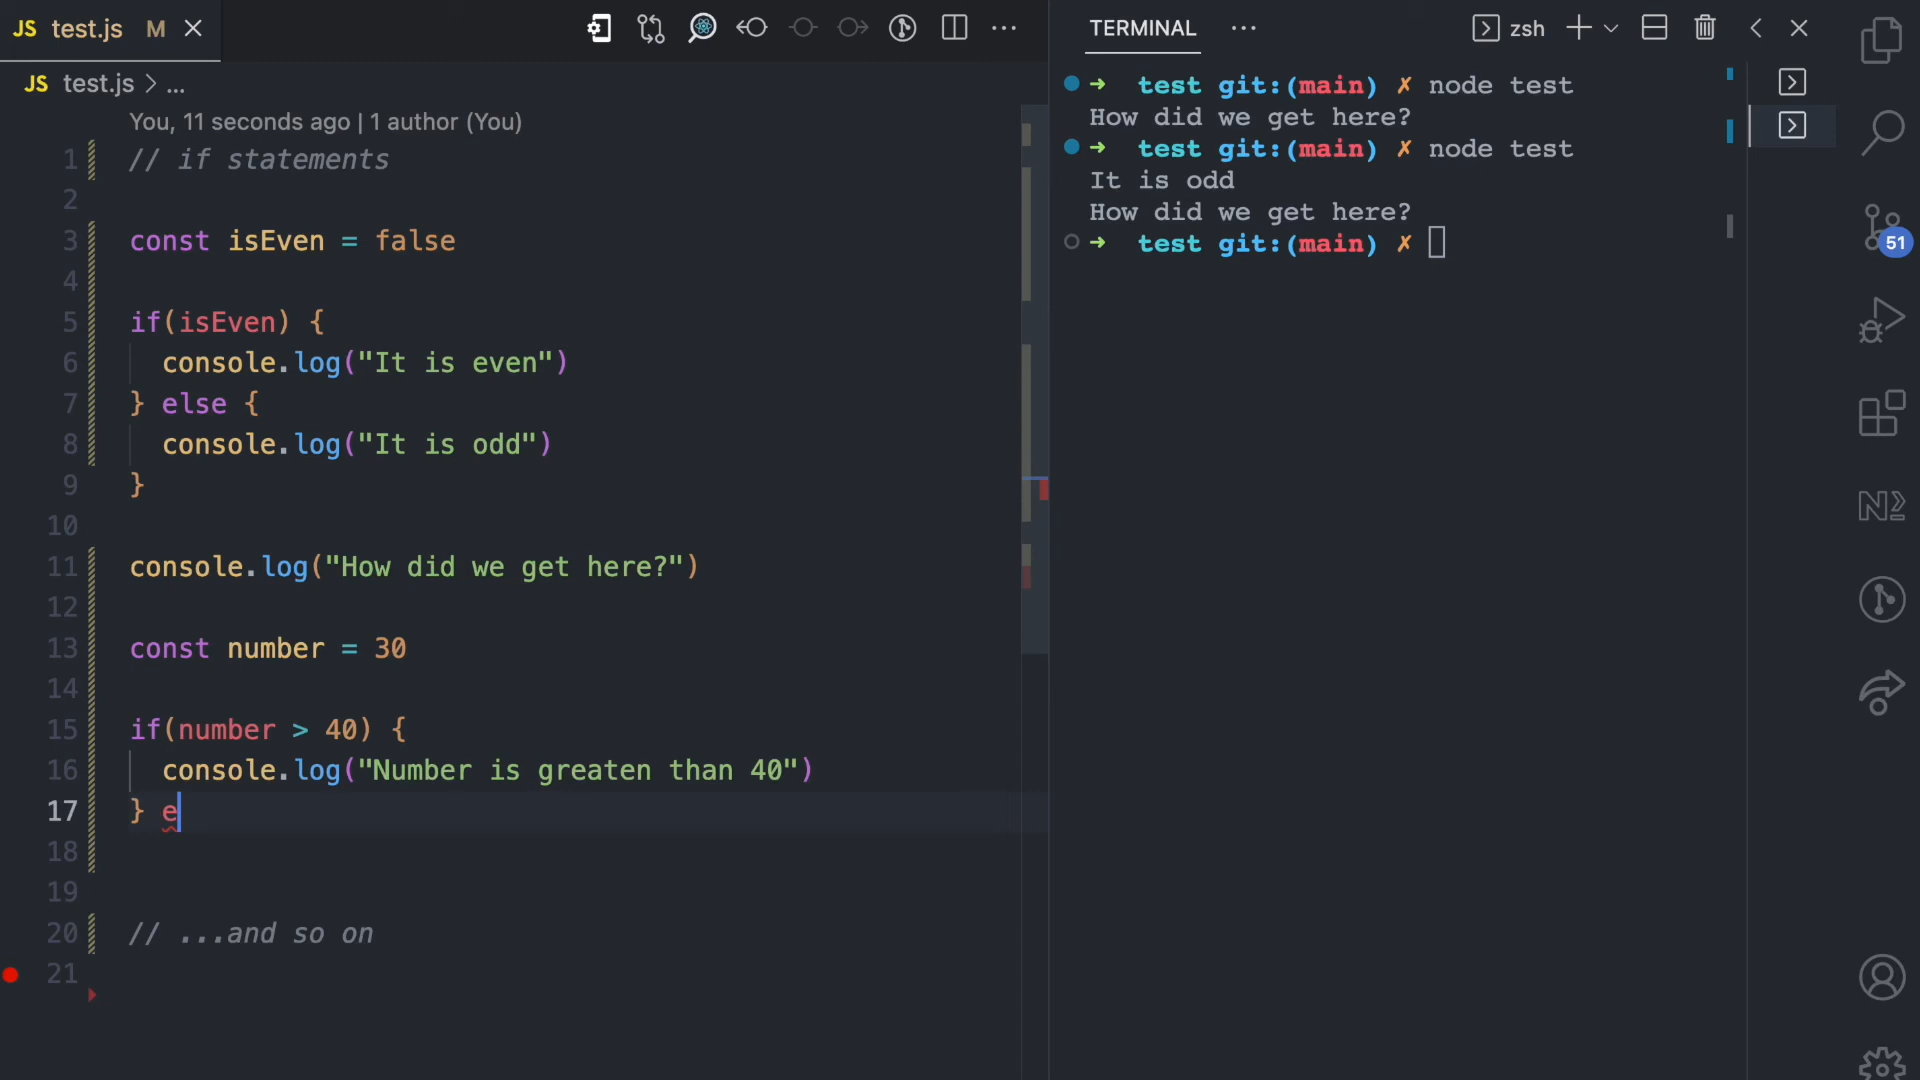 JS test.js M
JS test.js > ...
You, 11 seconds ago | 1 author (You)
1 // if statements
2
3 const isEven = false
4
5 if(isEven) {
6 console.log("It is even")
7 } else {
8 console.log("It is odd")
9 }
10
11 console.log("How did we get here?")
12
13 const number = 30
14
15 if(number > 40) {
16 console.log("Number is greaten than 40")
17 } e
18
19
20 // ...and so on
21
TERMINAL
zsh
➜ test git:(main) ✗ node test
How did we get here?
➜ test git:(main) ✗ node test
It is odd
How did we get here?
➜ test git:(main) ✗
51